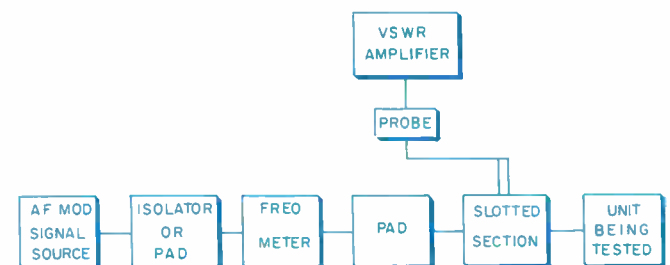 VSWR
AMPLIFIER
PROBE
AF MOD
SIGNAL
SOURCE
ISOLATOR
OR
PAD
FREQ
METER
PAD
SLOTTED
SECTION
UNIT
BEING
TESTED